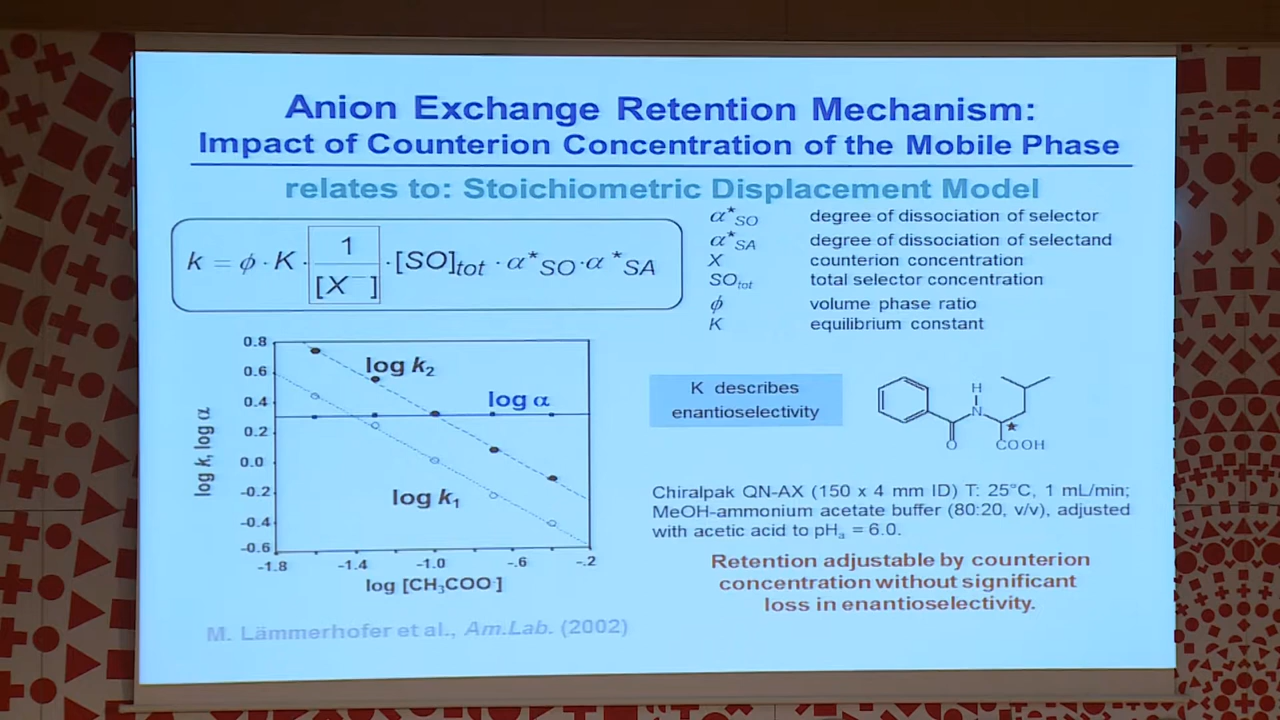 Anion Exchange Retention Mechanism:
Impact of Counterion Concentration of the Mobile Phase
relates to: Stoichiometric Displacement Model
k = ϕ · K · 1/[X⁻] · [SO]tot · α*SO · α*SA
α*SO degree of dissociation of selector
α*SA degree of dissociation of selectand
X counterion concentration
SOtot total selector concentration
ϕ volume phase ratio
K equilibrium constant
log k, log α
0.8
0.6
0.4
0.2
0.0
-0.2
-0.4
-0.6
log k₂
log α
log k₁
-1.8 -1.4 -1.0 -.6 -.2
log [CH₃COO⁻]
K describes
enantioselectivity
H
N
*
O
COOH
Chiralpak QN-AX (150 x 4 mm ID) T: 25°C, 1 mL/min;
MeOH-ammonium acetate buffer (80:20, v/v), adjusted
with acetic acid to pHₐ = 6.0.
Retention adjustable by counterion
concentration without significant
loss in enantioselectivity.
M. Lämmerhofer et al., Am.Lab. (2002)